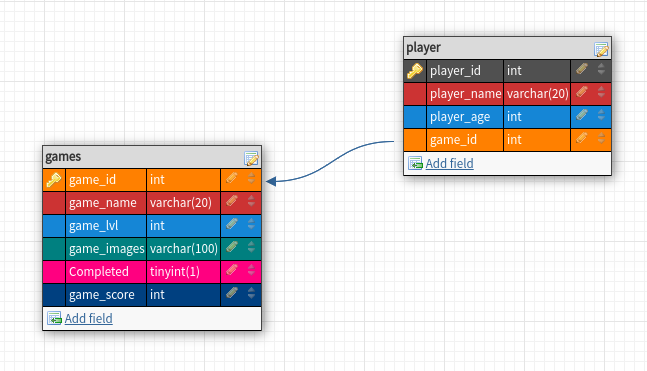 player
player_id int
player_name varchar(20)
player_age int
game_id int
Add field
games
game_id int
game_name varchar(20)
game_lvl int
game_images varchar(100)
Completed tinyint(1)
game_score int
Add field